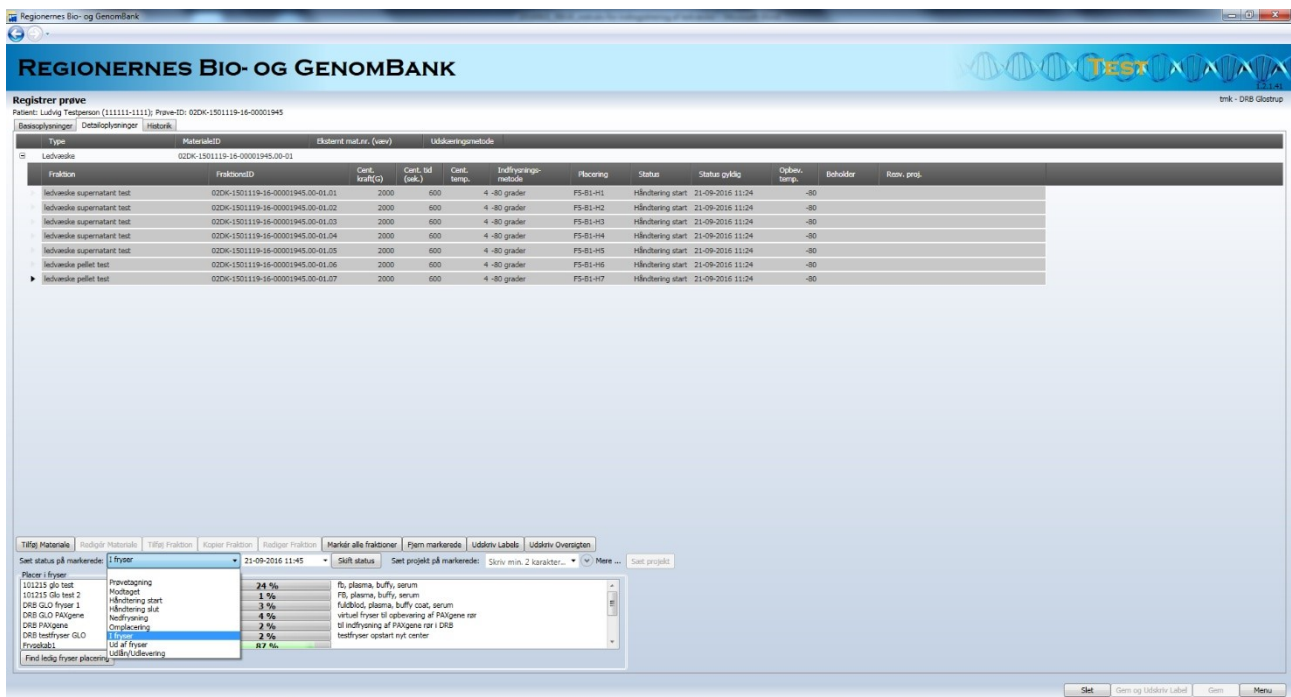 Regionernes Bio- og GenomBank
REGIONERNES BIO- OG GENOMBANK
TEST
1.2.1.41
Registrer prøve
tmk - DRB Glostrup
Patient: Ludvig Testperson (111111-1111); Prøve-ID: 02DK-1501119-16-00001945
Basisoplysninger Detailoplysninger Historik
Type MaterialeID Eksternt mat.nr. (væv) Udskæringsmetode
Ledvæske 02DK-1501119-16-00001945.00-01
Fraktion FraktionsID Cent. kraft(G) Cent. tid (sek.) Cent. temp. Indfrysnings-metode Placering Status Status gyldig Opbev. temp. Beholder Resv. proj.
ledvæske supernatant test 02DK-1501119-16-00001945.00-01.01 2000 600 4 -80 grader F5-B1-H1 Håndtering start 21-09-2016 11:24 -80
ledvæske supernatant test 02DK-1501119-16-00001945.00-01.02 2000 600 4 -80 grader F5-B1-H2 Håndtering start 21-09-2016 11:24 -80
ledvæske supernatant test 02DK-1501119-16-00001945.00-01.03 2000 600 4 -80 grader F5-B1-H3 Håndtering start 21-09-2016 11:24 -80
ledvæske supernatant test 02DK-1501119-16-00001945.00-01.04 2000 600 4 -80 grader F5-B1-H4 Håndtering start 21-09-2016 11:24 -80
ledvæske supernatant test 02DK-1501119-16-00001945.00-01.05 2000 600 4 -80 grader F5-B1-H5 Håndtering start 21-09-2016 11:24 -80
ledvæske pellet test 02DK-1501119-16-00001945.00-01.06 2000 600 4 -80 grader F5-B1-H6 Håndtering start 21-09-2016 11:24 -80
ledvæske pellet test 02DK-1501119-16-00001945.00-01.07 2000 600 4 -80 grader F5-B1-H7 Håndtering start 21-09-2016 11:24 -80
Tilføj Materiale Redigér Materiale Tilføj Fraktion Kopier Fraktion Rediger Fraktion Markér alle fraktioner Fjern markerede Udskriv Labels Udskriv Oversigten
Sæt status på markerede: I fryser 21-09-2016 11:45 Skift status Sæt projekt på markerede: Skriv min. 2 karakter... Mere ... Sæt projekt
Placer i fryser
101215 glo test 24 % fb, plasma, buffy, serum
101215 Glo test 2 1 % FB, plasma, buffy, serum
DRB GLO fryser 1 3 % fuldblod, plasma, buffy coat, serum
DRB GLO PAXgene 4 % virtuel fryser til opbevaring af PAXgene rør
DRB PAXgene 2 % til indfrysning af PAXgene rør i DRB
DRB testfryser GLO 2 % testfryser opstart nyt center
Frysekab1 87 %
Prøvetagning
Modtaget
Håndtering start
Håndtering slut
Nedfrysning
Omplacering
I fryser
Ud af fryser
Udlån/Udlevering
Find ledig fryser placering
Slet Gem og Udskriv Label Gem Menu